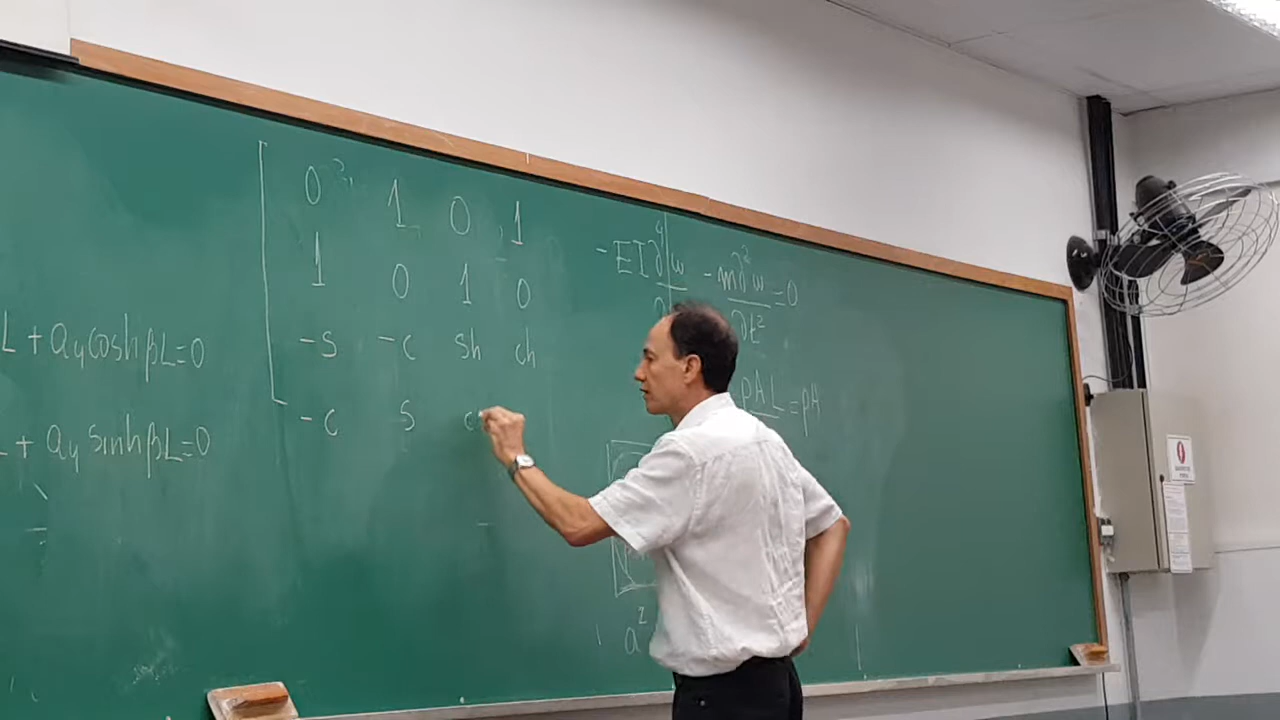 L + a₄ cosh βL = 0
L + a₄ sinh βL = 0
0 1 0 1
1 0 1 0
-s -c sh ch
-c s c
- EI ∂⁴w - m ∂²w = 0
∂t²
ρAL = ρA
a²